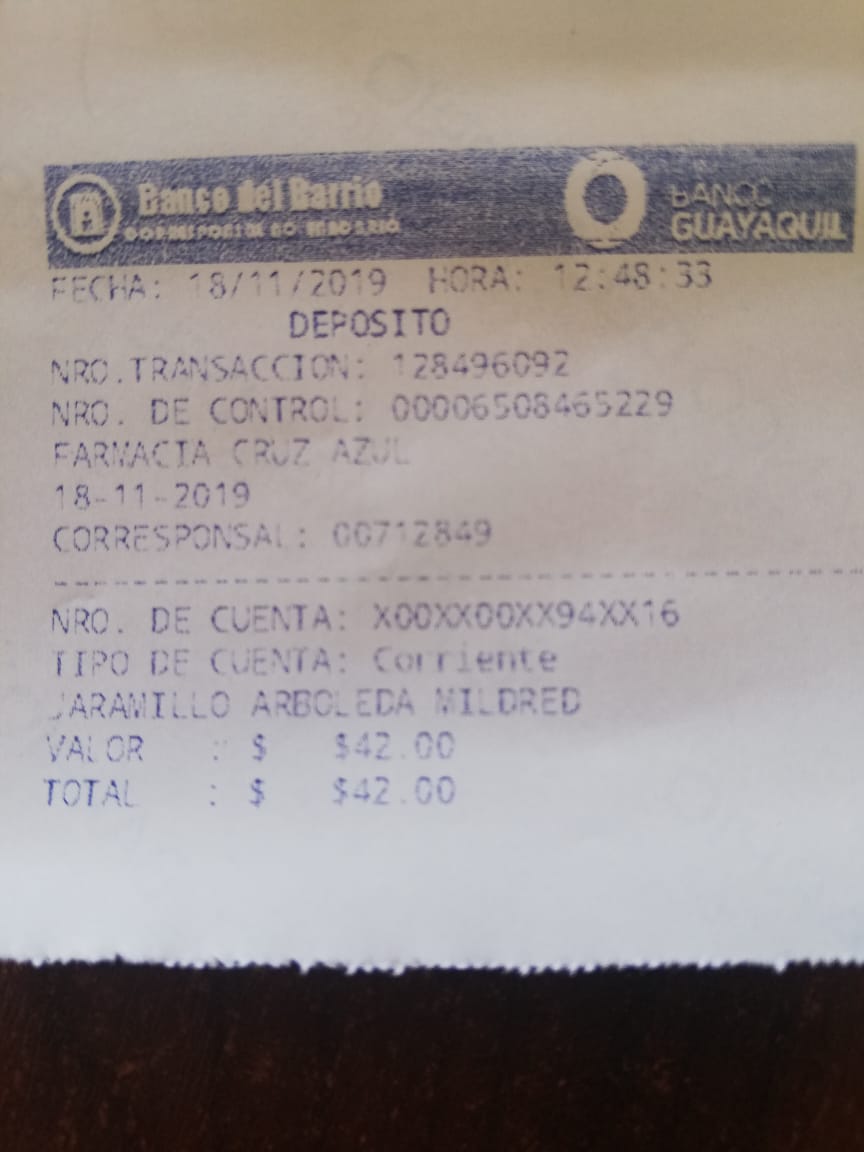 Banco del Barrio
CORRESPONSAL NO BANCARIO
BANCO
GUAYAQUIL
FECHA: 18/11/2019 HORA: 12:48:33
DEPOSITO
NRO.TRANSACCION: 128496092
NRO. DE CONTROL: 00006508465229
FARMACIA CRUZ AZUL
18-11-2019
CORRESPONSAL: 00712849
NRO. DE CUENTA: X00XX00XX94XX16
TIPO DE CUENTA: Corriente
JARAMILLO ARBOLEDA MILDRED
VALOR : $ $42.00
TOTAL : $ $42.00